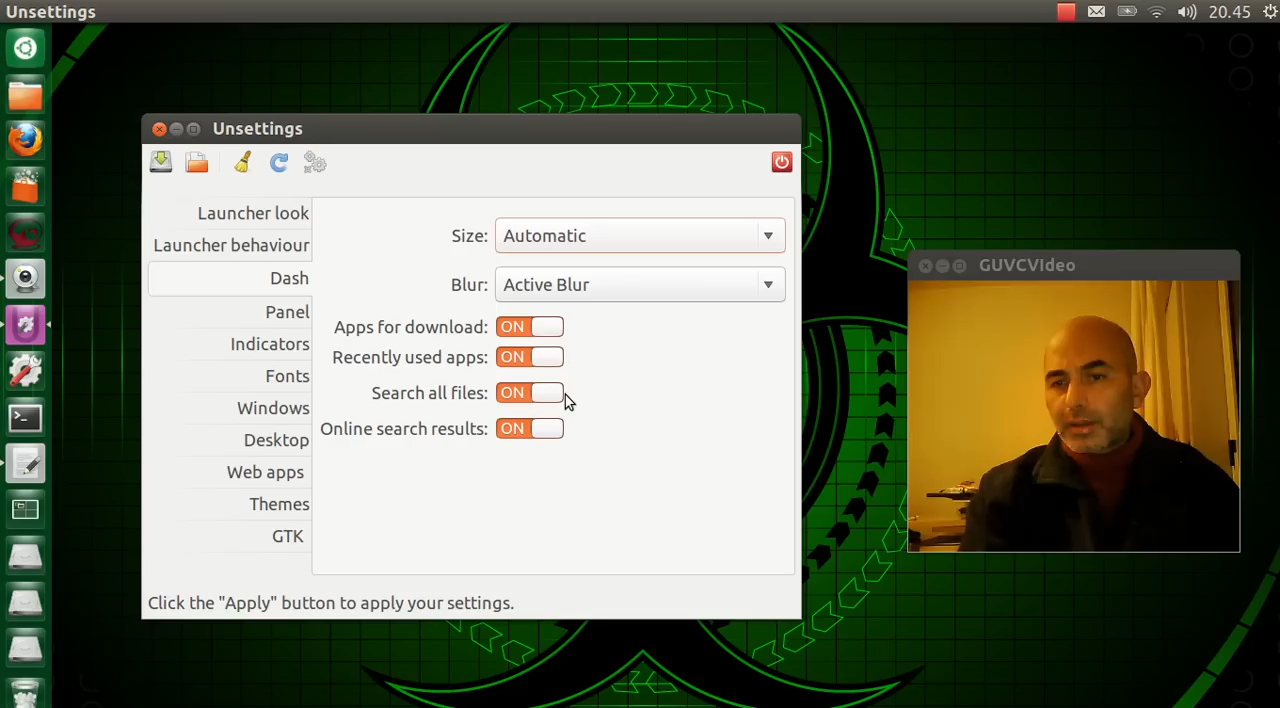 Unsettings
20.45
Unsettings
Launcher look
Launcher behaviour
Dash
Panel
Indicators
Fonts
Windows
Desktop
Web apps
Themes
GTK
Size: Automatic
Blur: Active Blur
Apps for download: ON
Recently used apps: ON
Search all files: ON
Online search results: ON
Click the "Apply" button to apply your settings.
GUVCVIdeo